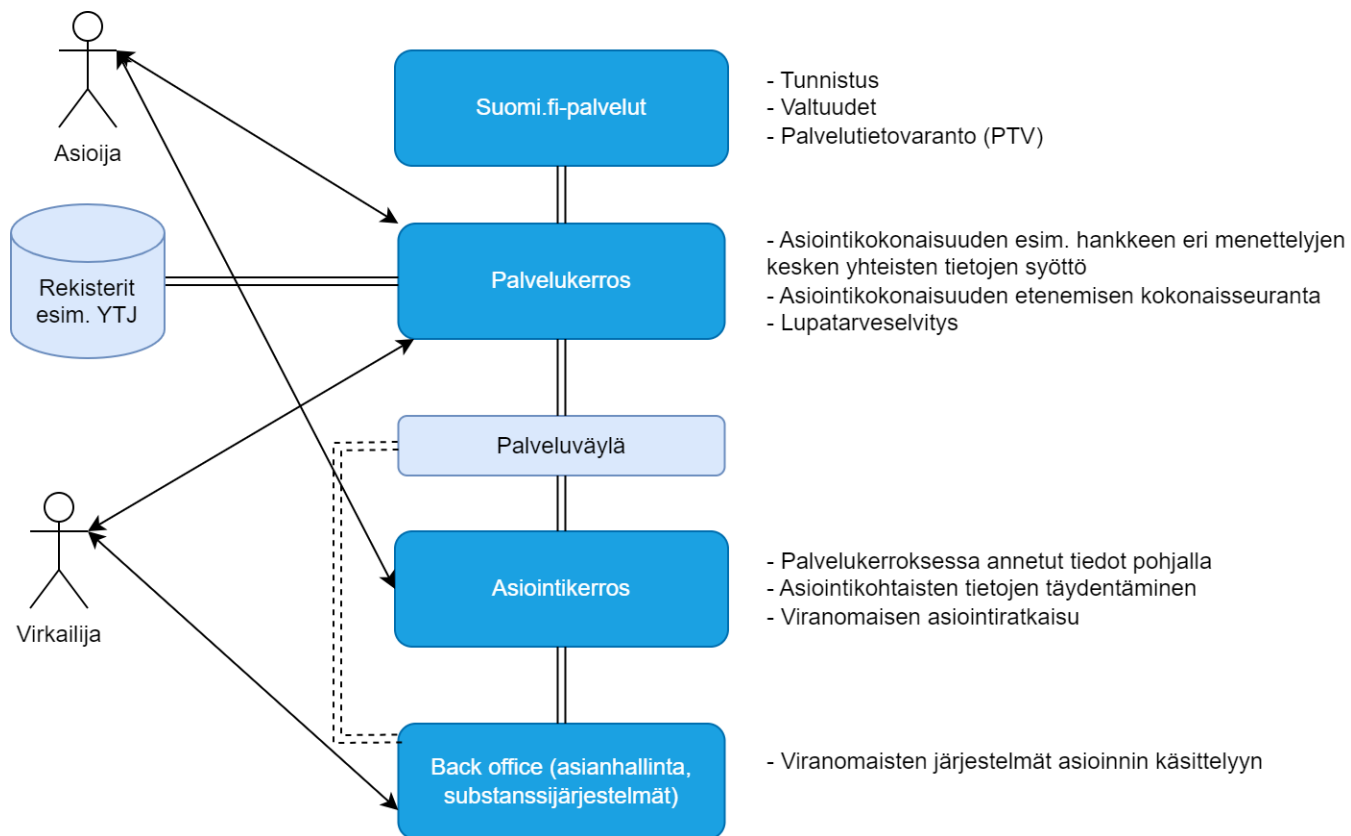 Suomi.fi-palvelut
- Tunnistus
- Valtuudet
- Palvelutietovaranto (PTV)
Asioija
Rekisterit
esim. YTJ
Palvelukerros
- Asiointikokonaisuuden esim. hankkeen eri menettelyjen
kesken yhteisten tietojen syöttö
- Asiointikokonaisuuden etenemisen kokonaisseuranta
- Lupatarveselvitys
Palveluväylä
Virkailija
Asiointikerros
- Palvelukerroksessa annetut tiedot pohjalla
- Asiointikohtaisten tietojen täydentäminen
- Viranomaisen asiointiratkaisu
Back office (asianhallinta,
substanssijärjestelmät)
- Viranomaisten järjestelmät asioinnin käsittelyyn